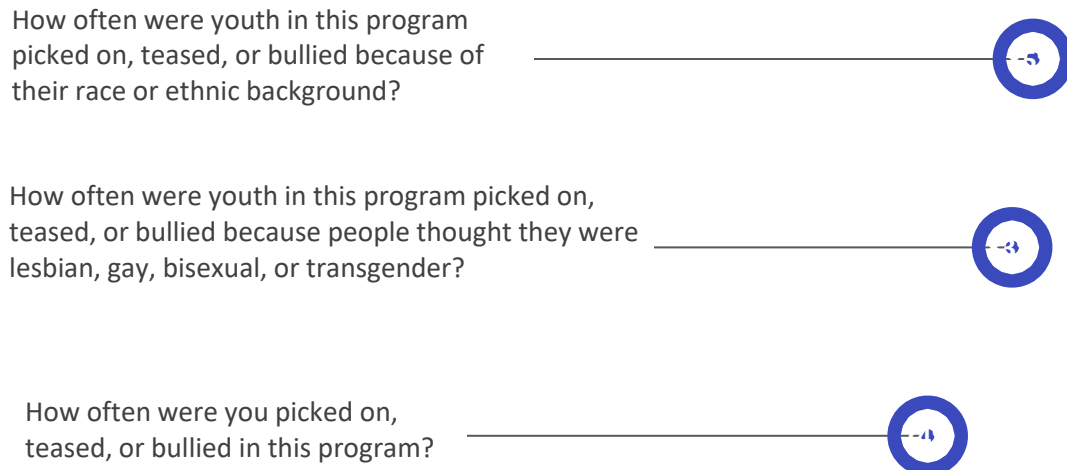 How often were youth in this program
picked on, teased, or bullied because of
their race or ethnic background?
How often were youth in this program picked on,
teased, or bullied because people thought they were
lesbian, gay, bisexual, or transgender?
How often were you picked on,
teased, or bullied in this program?